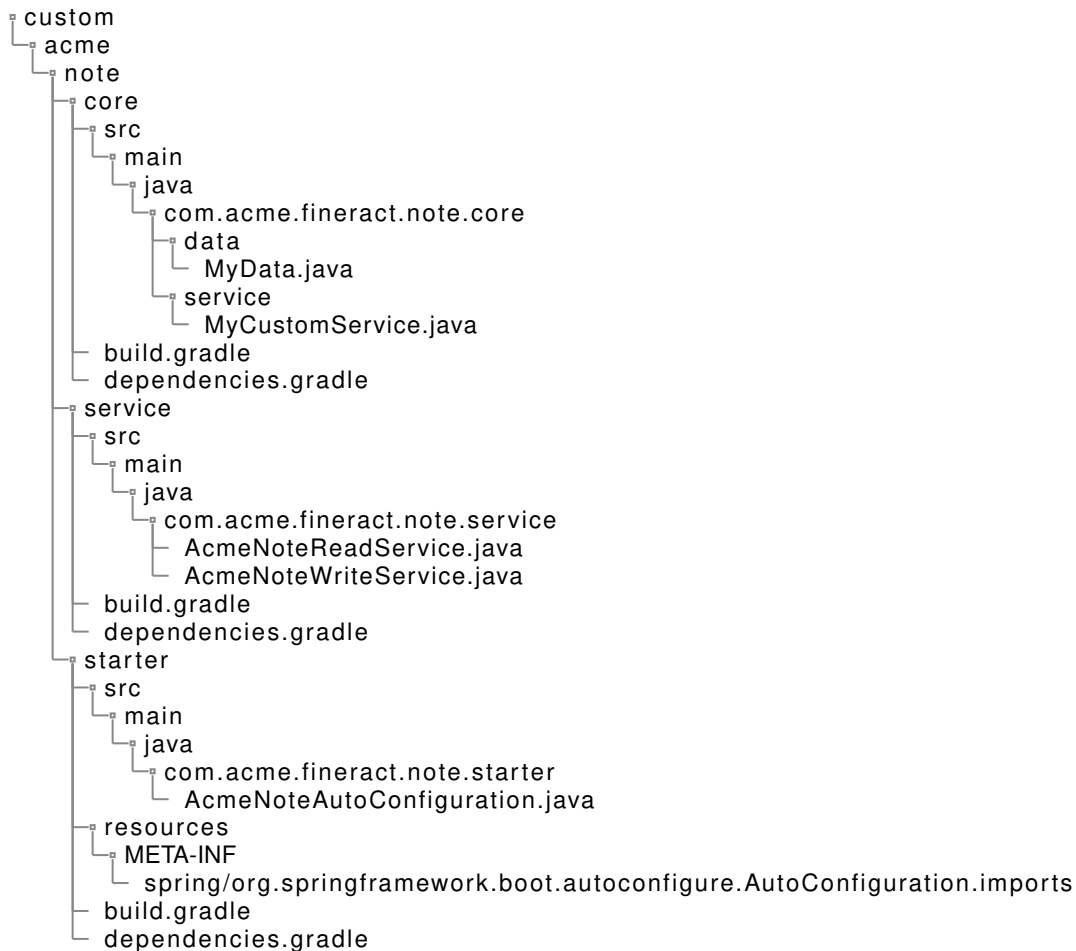 custom
acme
note
core
src
main
java
com.acme.fineract.note.core
data
MyData.java
service
MyCustomService.java
build.gradle
dependencies.gradle
service
src
main
java
com.acme.fineract.note.service
AcmeNoteReadService.java
AcmeNoteWriteService.java
build.gradle
dependencies.gradle
starter
src
main
java
com.acme.fineract.note.starter
AcmeNoteAutoConfiguration.java
resources
META-INF
spring/org.springframework.boot.autoconfigure.AutoConfiguration.imports
build.gradle
dependencies.gradle